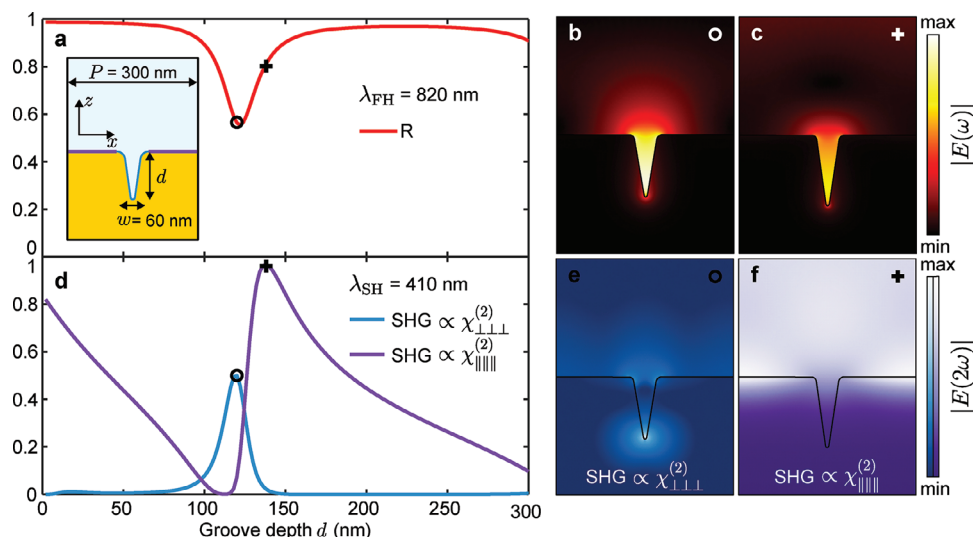 a
P = 300 nm
z
x
d
w= 60 nm
λFH = 820 nm
R
1
0.8
0.6
0.4
0.2
0
d
λSH = 410 nm
SHG ∝ χ(2)⊥⊥⊥
SHG ∝ χ(2)∥∥∥
1
0.8
0.6
0.4
0.2
0
0 50 100 150 200 250 300
Groove depth d (nm)
b
c
max
|E(ω)|
min
e
SHG ∝ χ(2)⊥⊥⊥
f
SHG ∝ χ(2)∥∥∥
max
|E(2ω)|
min